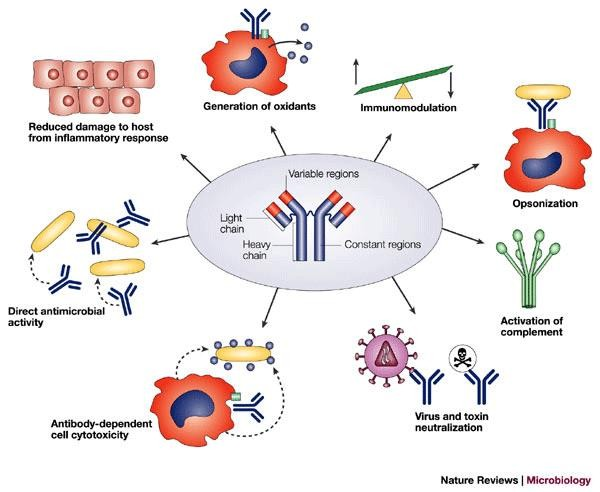 Generation of oxidants
Immunomodulation
Reduced damage to host
from inflammatory response
Opsonization
Variable regions
Light
chain
Heavy
chain
Constant regions
Direct antimicrobial
activity
Activation of
complement
Antibody-dependent
cell cytotoxicity
Virus and toxin
neutralization
Nature Reviews | Microbiology